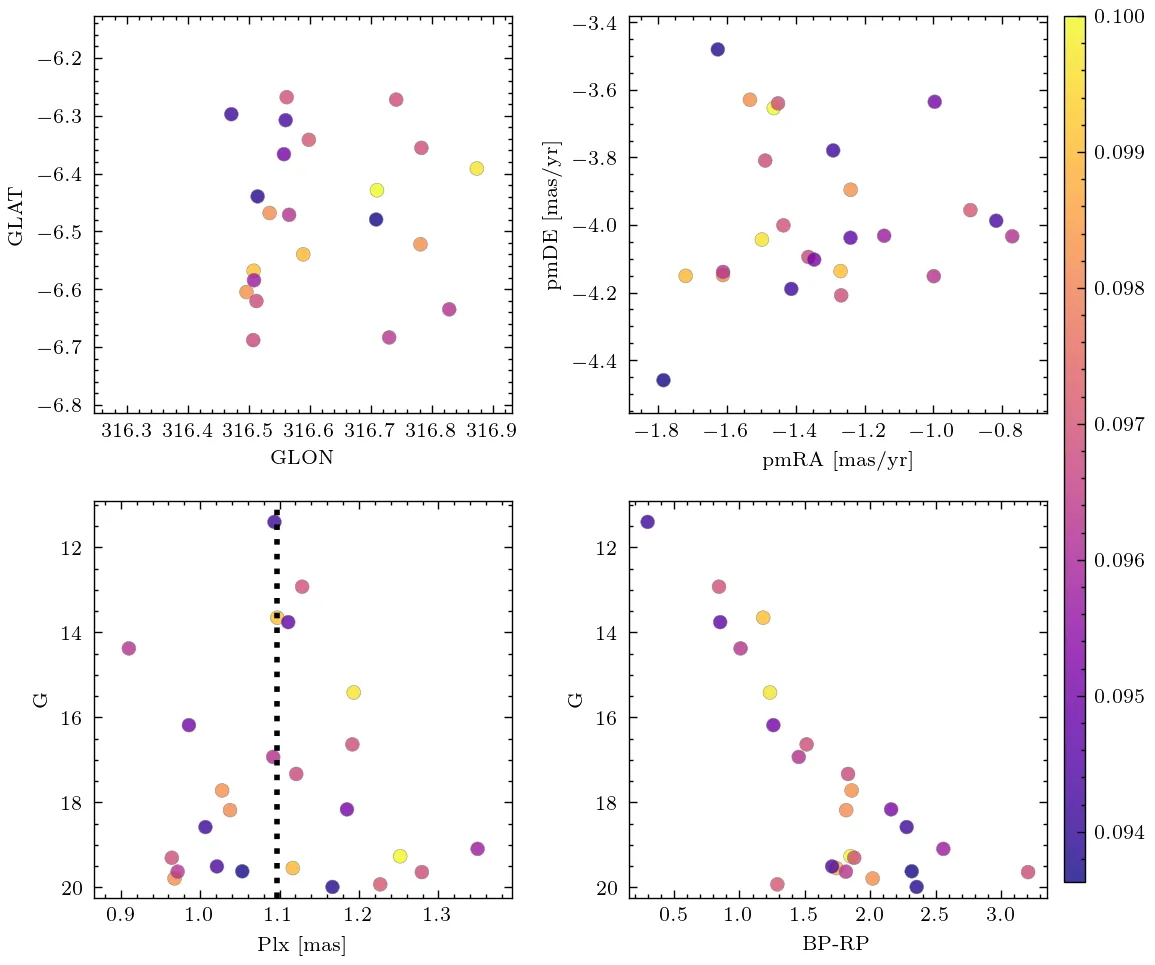 −6.2
−6.3
−6.4
−6.5
−6.6
−6.7
−6.8
GLAT
316.3 316.4 316.5 316.6 316.7 316.8 316.9
GLON
−3.4
−3.6
−3.8
−4.0
−4.2
−4.4
pmDE [mas/yr]
−1.8 −1.6 −1.4 −1.2 −1.0 −0.8
pmRA [mas/yr]
12
14
16
18
20
G
0.9 1.0 1.1 1.2 1.3
Plx [mas]
12
14
16
18
20
G
0.5 1.0 1.5 2.0 2.5 3.0
BP-RP
0.100
0.099
0.098
0.097
0.096
0.095
0.094